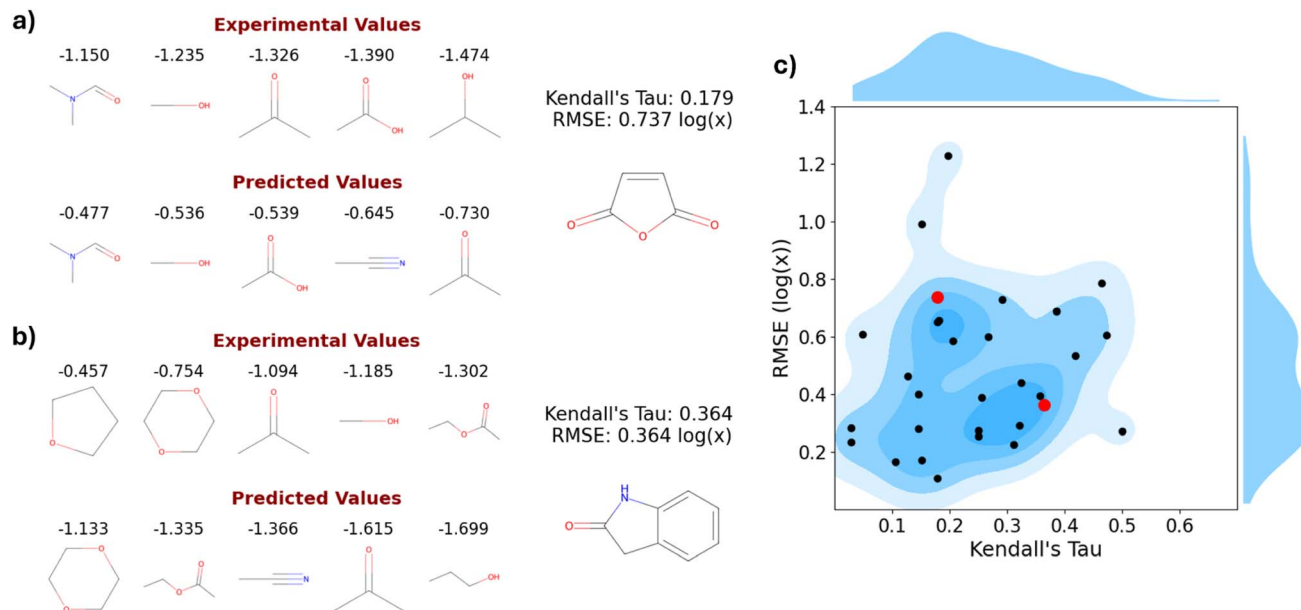 a)
Experimental Values
-1.150 -1.235 -1.326 -1.390 -1.474
N O OH O O OH OH
Predicted Values
-0.477 -0.536 -0.539 -0.645 -0.730
N O OH O OH N O
Kendall's Tau: 0.179
RMSE: 0.737 log(x)
O O O
b)
Experimental Values
-0.457 -0.754 -1.094 -1.185 -1.302
O O O O OH O O
Predicted Values
-1.133 -1.335 -1.366 -1.615 -1.699
O O O O N O OH
Kendall's Tau: 0.364
RMSE: 0.364 log(x)
H
N
O
c)
RMSE (log(x))
1.4
1.2
1.0
0.8
0.6
0.4
0.2
0.1 0.2 0.3 0.4 0.5 0.6
Kendall's Tau